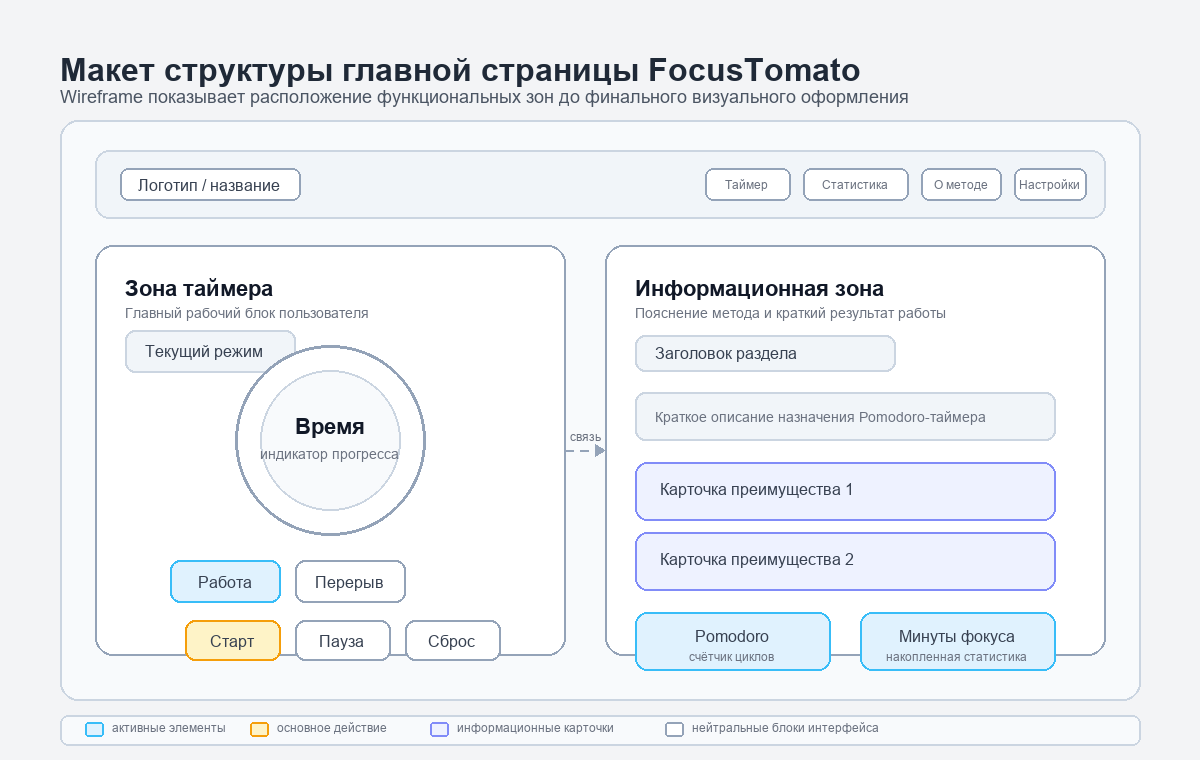 Макет структуры главной страницы FocusTomato
Wireframe показывает расположение функциональных зон до финального визуального оформления
Логотип / название
Таймер
Статистика
О методе
Настройки
Зона таймера
Главный рабочий блок пользователя
Текущий режим
Время
индикатор прогресса
Работа
Перерыв
Старт
Пауза
Сброс
связь
Информационная зона
Пояснение метода и краткий результат работы
Заголовок раздела
Краткое описание назначения Pomodoro-таймера
Карточка преимущества 1
Карточка преимущества 2
Pomodoro
счётчик циклов
Минуты фокуса
накопленная статистика
активные элементы
основное действие
информационные карточки
нейтральные блоки интерфейса